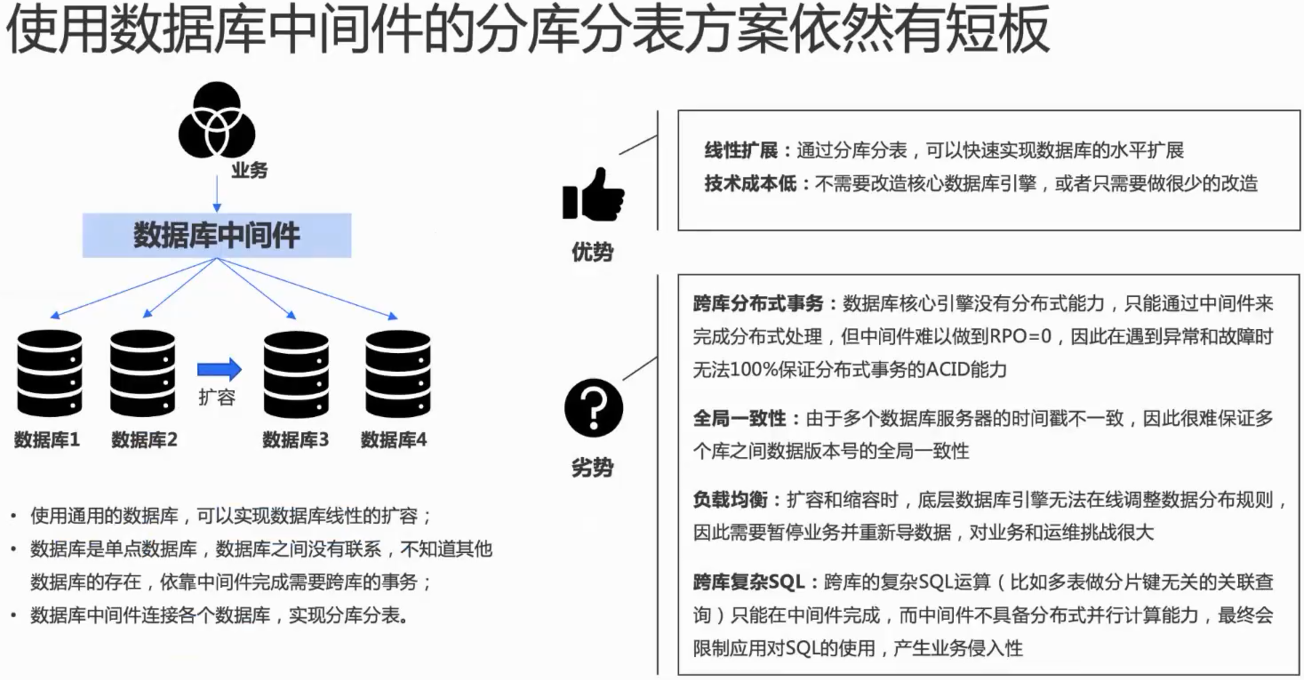 使用数据库中间件的分库分表方案依然有短板
业务
数据库中间件
扩容
数据库1
数据库2
数据库3
数据库4
• 使用通用的数据库，可以实现数据库线性的扩容；
• 数据库是单点数据库，数据库之间没有联系，不知道其他
数据库的存在，依靠中间件完成需要跨库的事务；
• 数据库中间件连接各个数据库，实现分库分表。
优势
线性扩展：通过分库分表，可以快速实现数据库的水平扩展
技术成本低：不需要改造核心数据库引擎，或者只需要做很少的改造
劣势
跨库分布式事务：数据库核心引擎没有分布式能力，只能通过中间件来
完成分布式处理，但中间件难以做到RPO=0，因此在遇到异常和故障时
无法100%保证分布式事务的ACID能力
全局一致性：由于多个数据库服务器的时间戳不一致，因此很难保证多
个库之间数据版本号的全局一致性
负载均衡：扩容和缩容时，底层数据库引擎无法在线调整数据分布规则，
因此需要暂停业务并重新导数据，对业务和运维挑战很大
跨库复杂SQL：跨库的复杂SQL运算（比如多表做分片键无关的关联查
询）只能在中间件完成，而中间件不具备分布式并行计算能力，最终会
限制应用对SQL的使用，产生业务侵入性